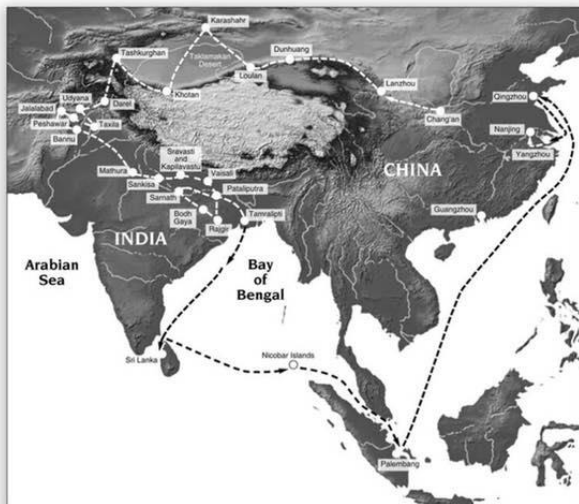 Karashahr
Taklamakan
Desert
Dunhuang
Tashkurghan
Loulan
Khotan
Lanzhou
Chang'an
Qingzhou
Nanjing
Yangzhou
Udyana
Jalalabad
Darel
Peshawar
Taxila
Bannu
Mathura
Sravasti
and
Kapilavastu
Vaisali
Sankisa
Pataliputra
Sarnath
Bodh
Gaya
Rajgir
Tamralipti
CHINA
Guangzhou
INDIA
Arabian
Sea
Bay
of
Bengal
Sri Lanka
Nicobar Islands
Palembang